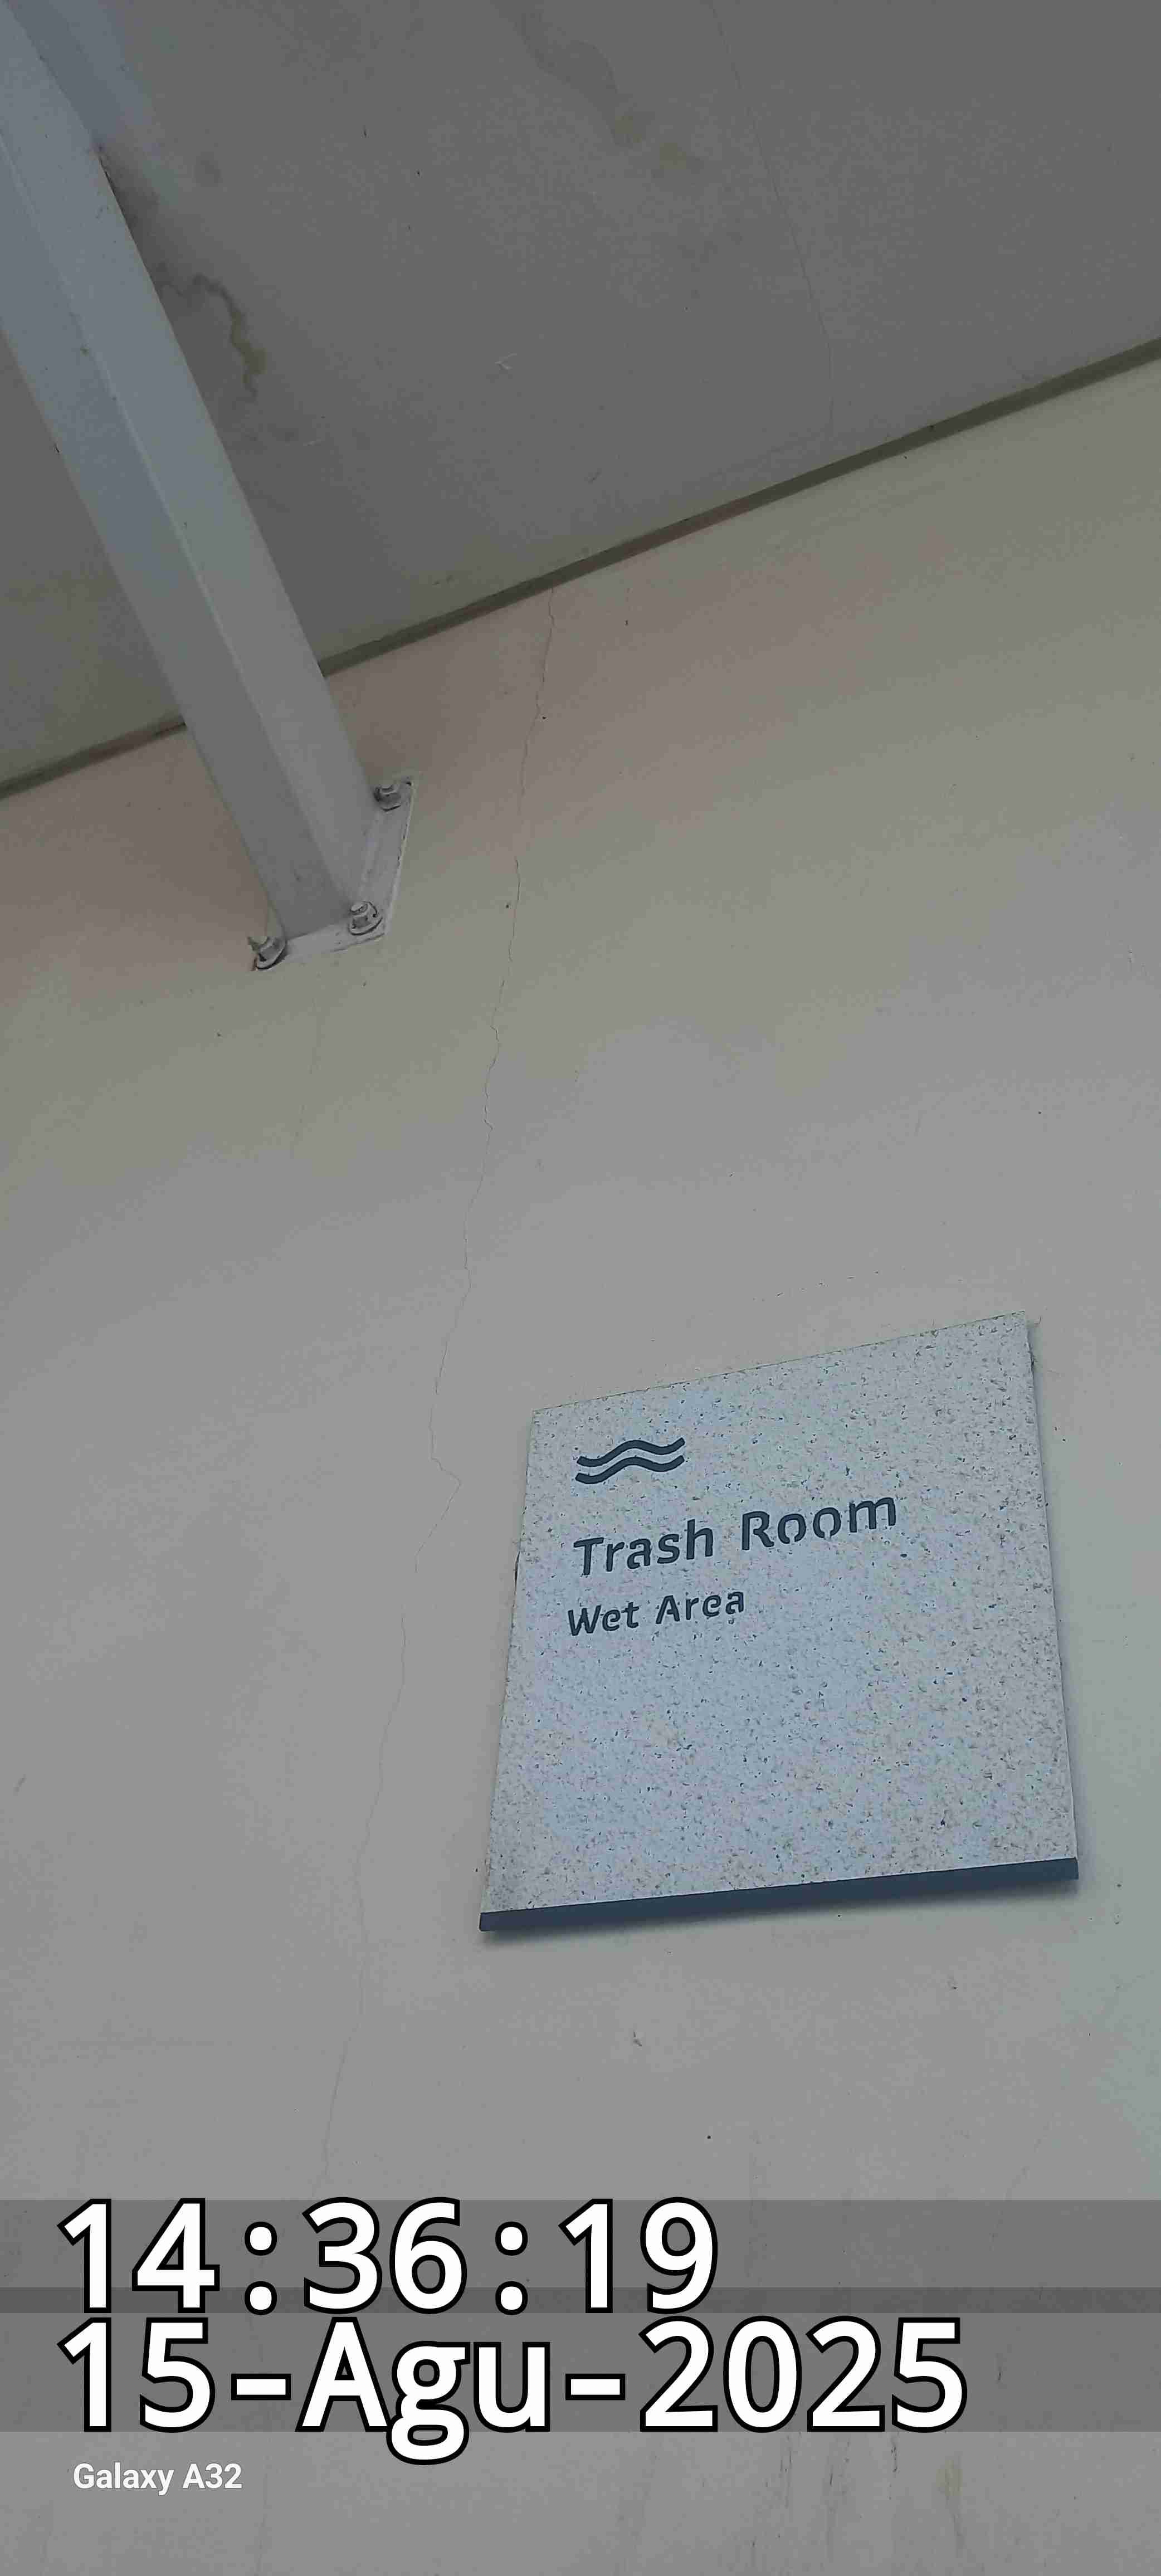 Trash Room
Wet Area
14:36:19
15-Agu-2025
Galaxy A32